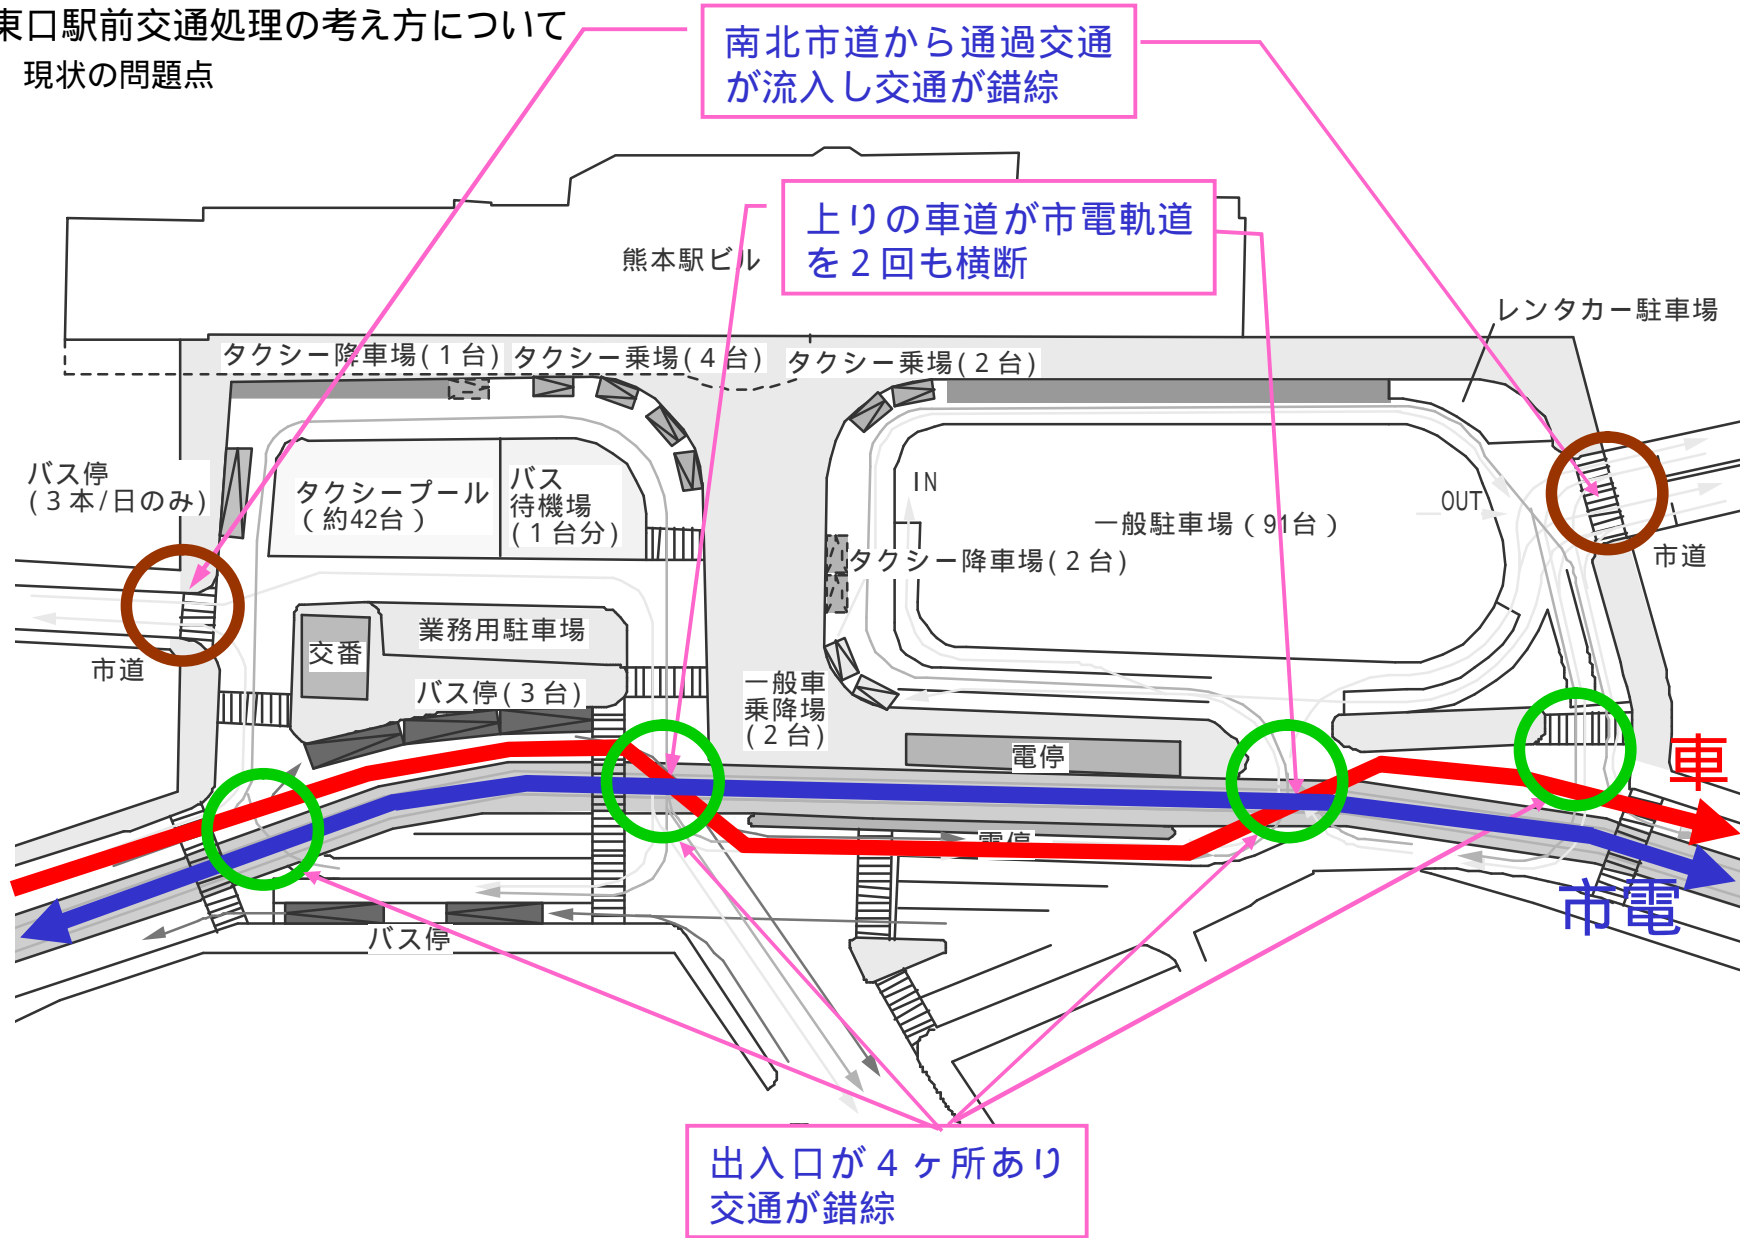 東口駅前交通処理の考え方について
現状の問題点
南北市道から通過交通
が流入し交通が錯綜
上りの車道が市電軌道
を２回も横断
熊本駅ビル
レンタカー駐車場
タクシー降車場(１台)
タクシー乗場(４台)
タクシー乗場(２台)
バス停
(３本/日のみ)
タクシープール
（約42台）
バス
待機場
(１台分)
IN
一般駐車場（91台）
OUT
タクシー降車場(２台)
市道
市道
交番
業務用駐車場
バス停(３台)
一般車
乗降場
(２台)
電停
電停
車
市電
バス停
出入口が４ヶ所あり
交通が錯綜